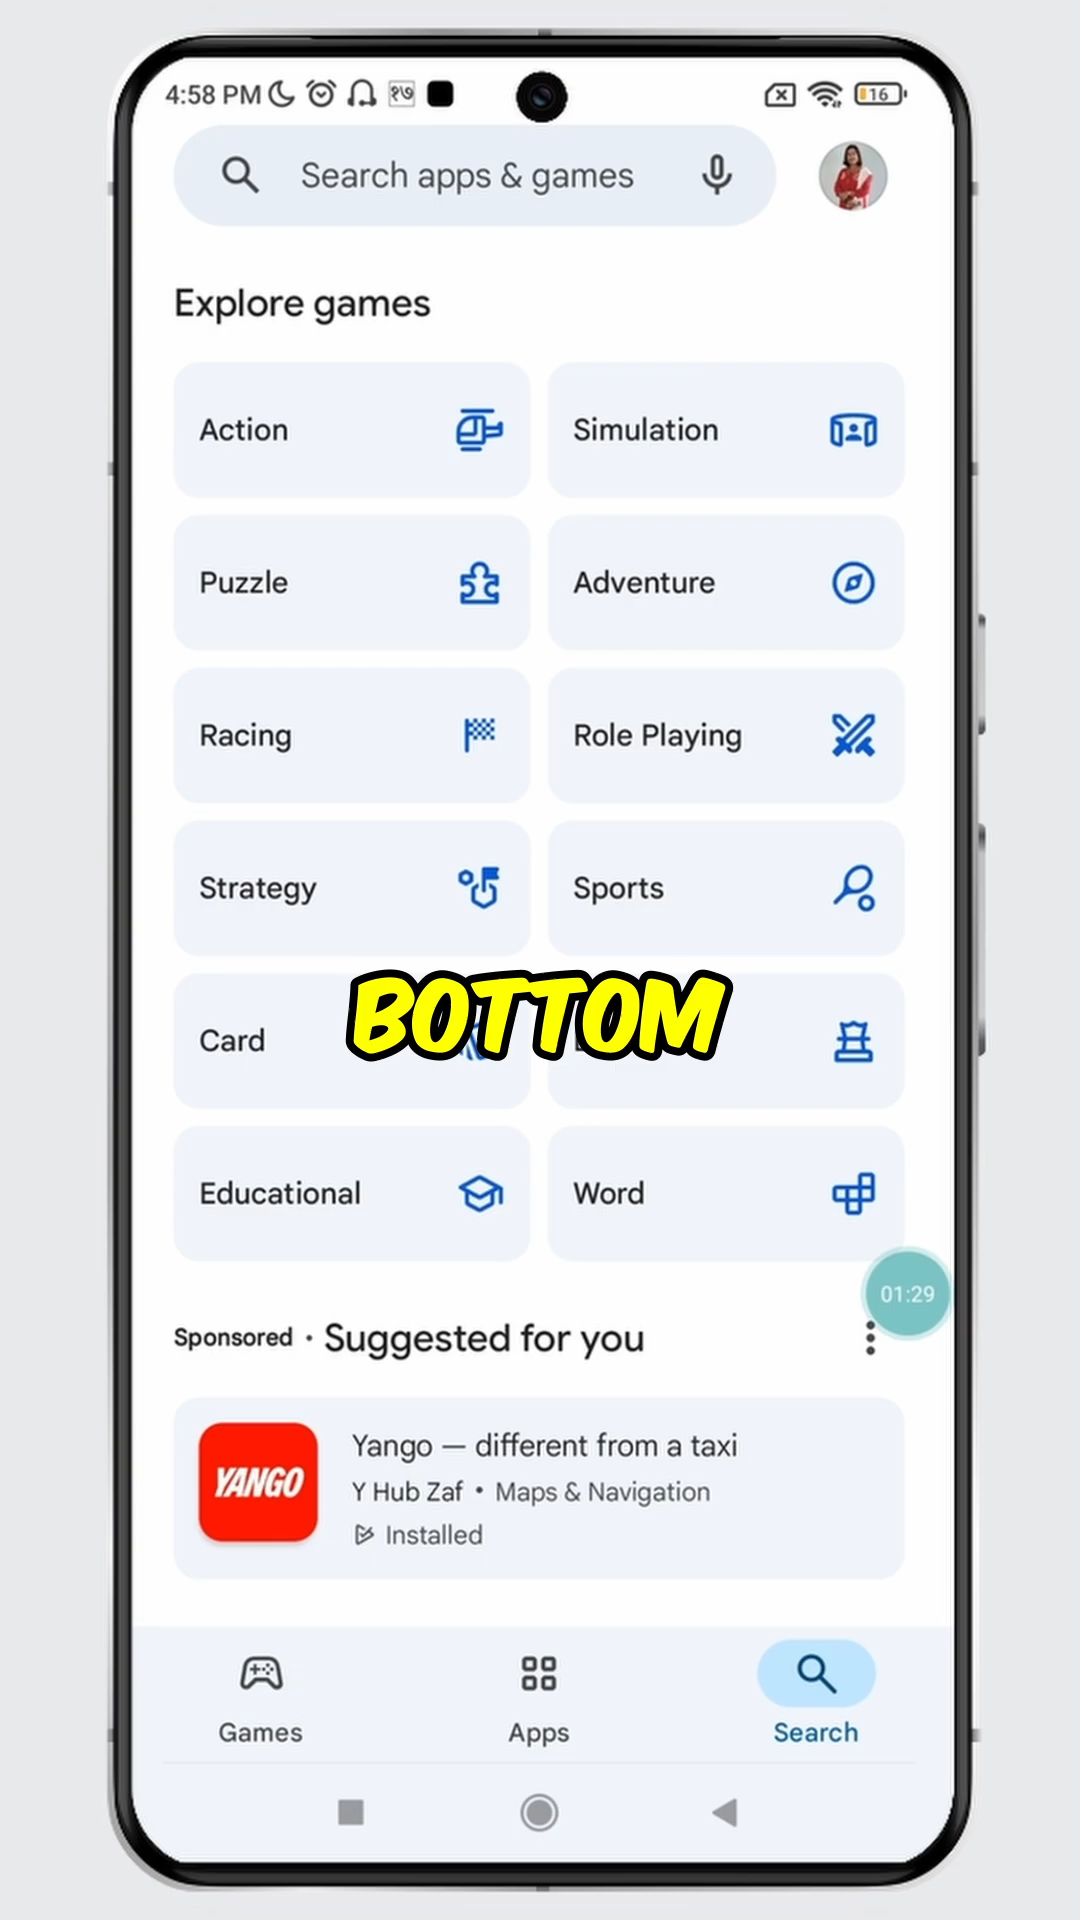 4:58 PM १७ 16
Search apps & games
Explore games
Action
Simulation
Puzzle
Adventure
Racing
Role Playing
Strategy
Sports
Card
BOTTOM
Educational
Word
01:29
Sponsored · Suggested for you
YANGO
Yango — different from a taxi
Y Hub Zaf • Maps & Navigation
Installed
Games
Apps
Search